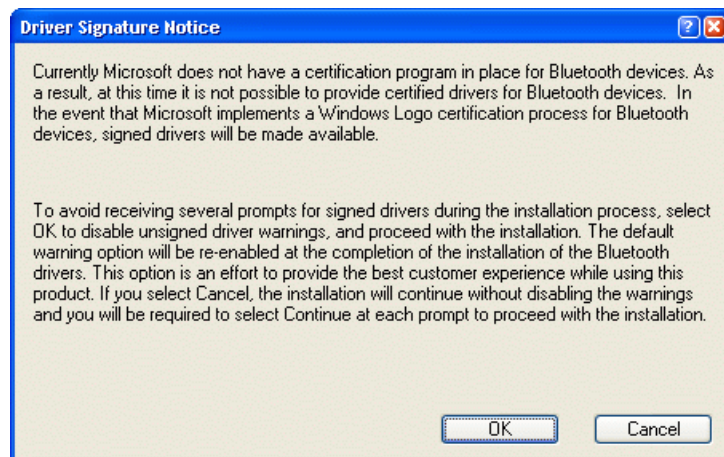 Driver Signature Notice
Currently Microsoft does not have a certification program in place for Bluetooth devices. As
a result, at this time it is not possible to provide certified drivers for Bluetooth devices.  In
the event that Microsoft implements a Windows Logo certification process for Bluetooth
devices, signed drivers will be made available.
To avoid receiving several prompts for signed drivers during the installation process, select
OK to disable unsigned driver warnings, and proceed with the installation. The default
warning option will be re-enabled at the completion of the installation of the Bluetooth
drivers. This option is an effort to provide the best customer experience while using this
product. If you select Cancel, the installation will continue without disabling the warnings
and you will be required to select Continue at each prompt to proceed with the installation.
OK
Cancel